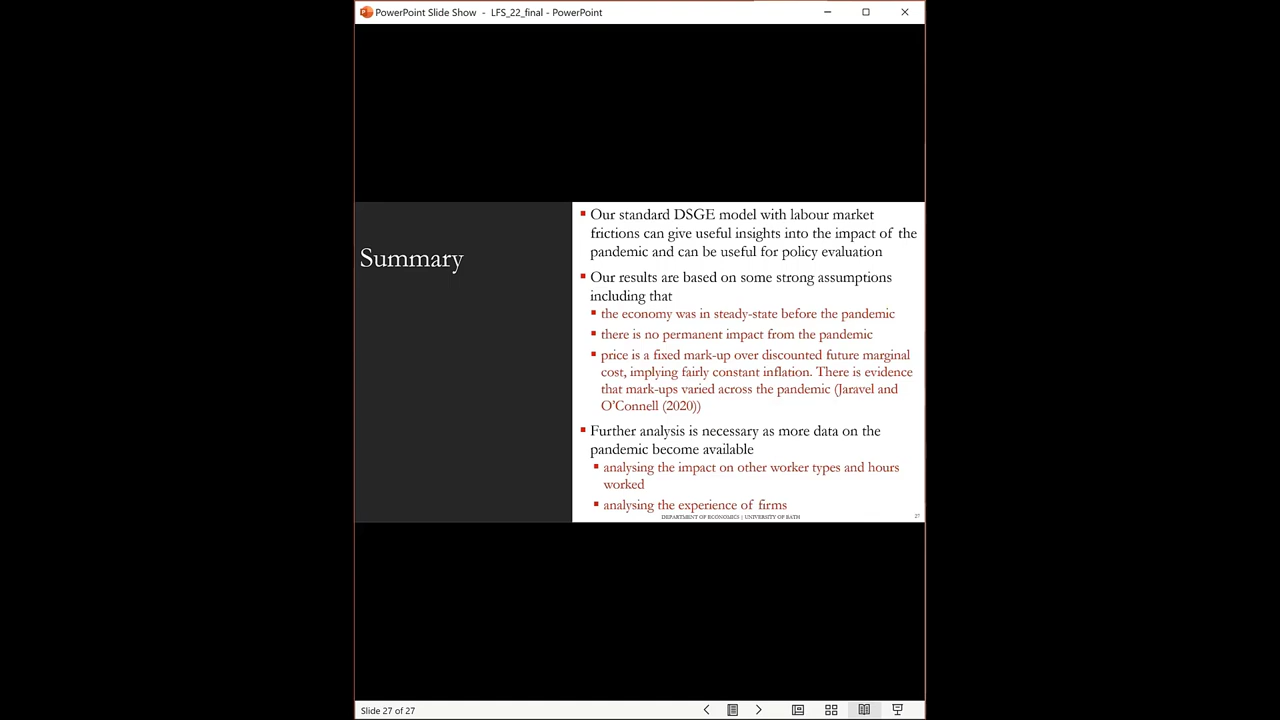 PowerPoint Slide Show - LFS_22_final - PowerPoint
Summary
Our standard DSGE model with labour market
frictions can give useful insights into the impact of the
pandemic and can be useful for policy evaluation
Our results are based on some strong assumptions
including that
the economy was in steady-state before the pandemic
there is no permanent impact from the pandemic
price is a fixed mark-up over discounted future marginal
cost, implying fairly constant inflation. There is evidence
that mark-ups varied across the pandemic (Jaravel and
O'Connell (2020))
Further analysis is necessary as more data on the
pandemic become available
analysing the impact on other worker types and hours
worked
analysing the experience of firms
DEPARTMENT OF ECONOMICS | UNIVERSITY OF BATH
27
Slide 27 of 27